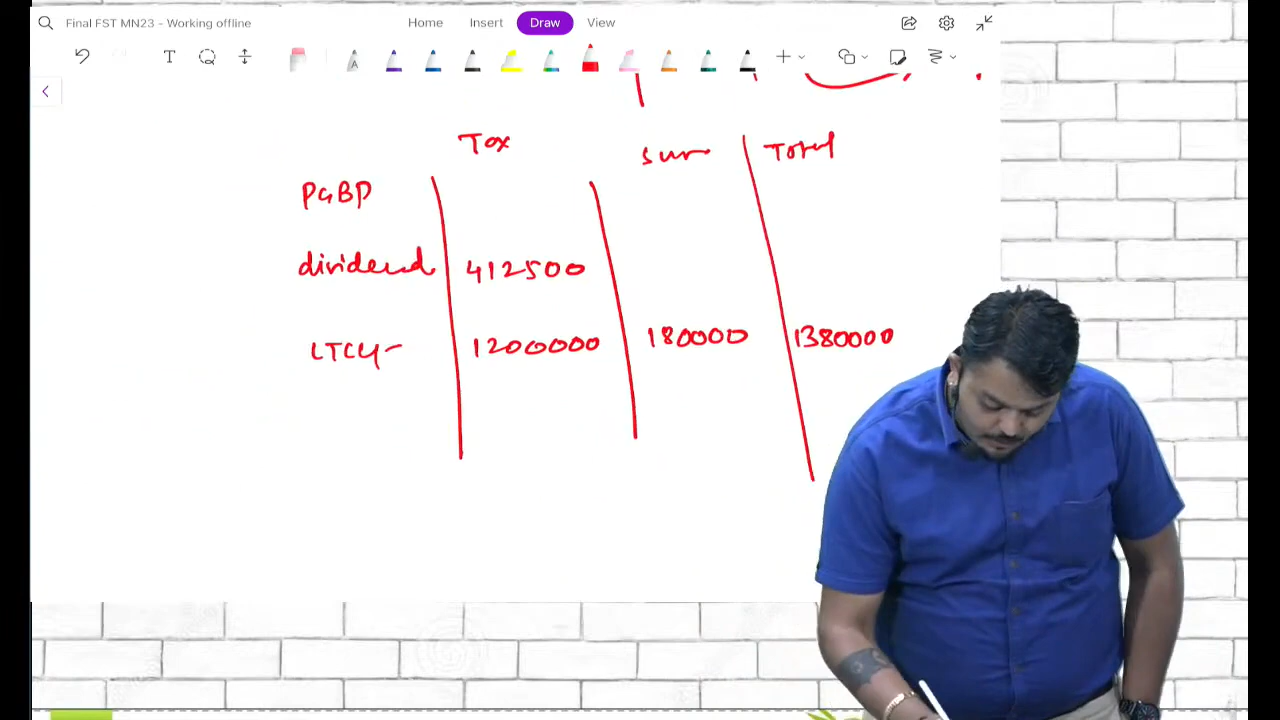 Final FST MN23 - Working offline
Home Insert Draw View
Tax Sur Total
PGBP
dividend 412500
LTCG 1200000 180000 1380000